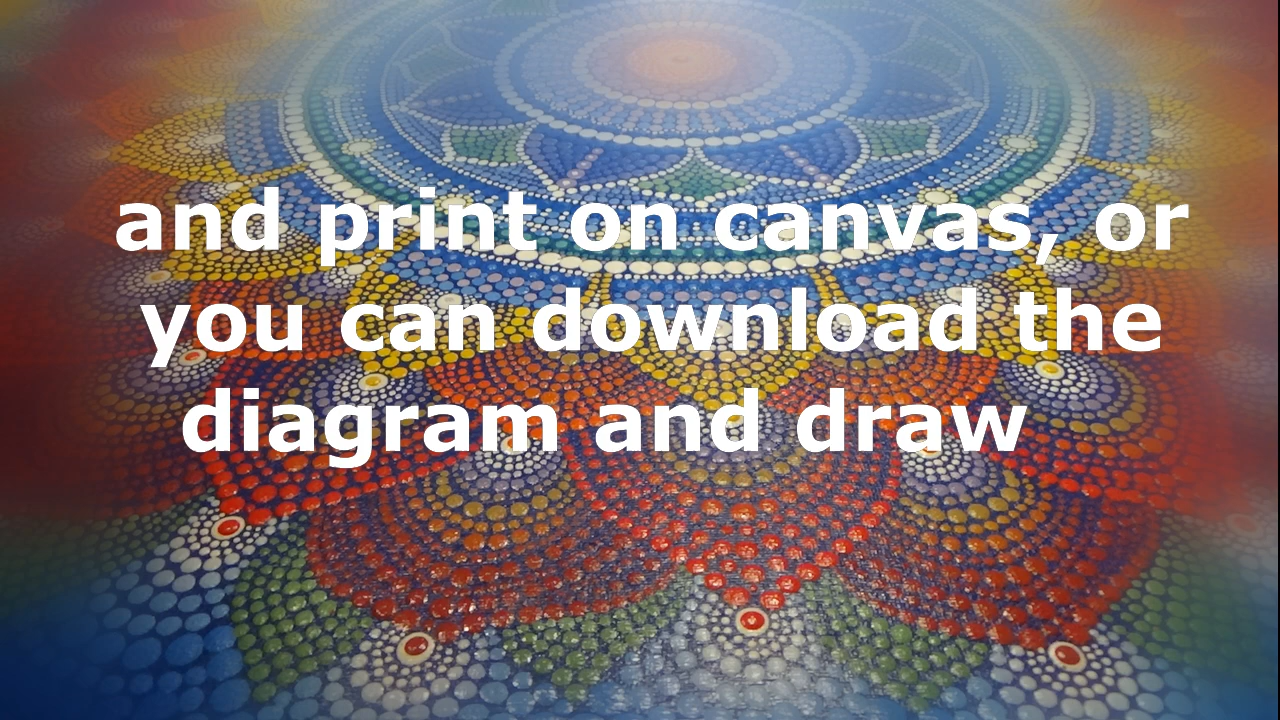 and print on canvas, or
you can download the
diagram and draw